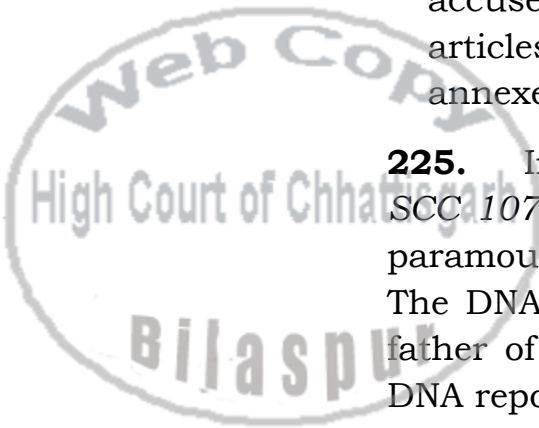 accuse
articles
annexe
225. I
SCC 107
paramou
The DNA
father of
DNA repo
Web Copy
High Court of Chhattisgarh
Bilaspur